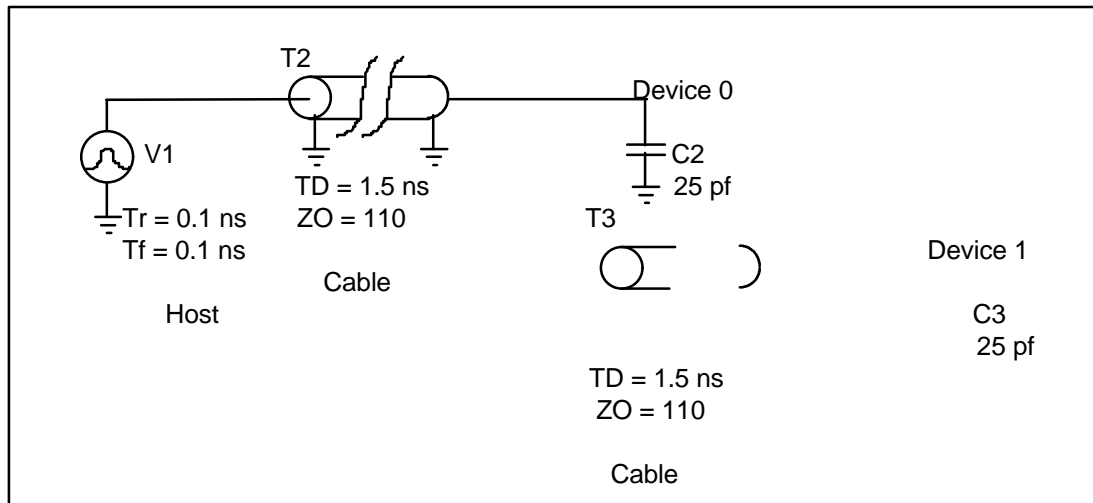 T2
Device 0
V1
C2
25 pf
TD = 1.5 ns
ZO = 110
Tr = 0.1 ns
Tf = 0.1 ns
T3
Cable
Device 1
Host
C3
25 pf
TD = 1.5 ns
ZO = 110
Cable